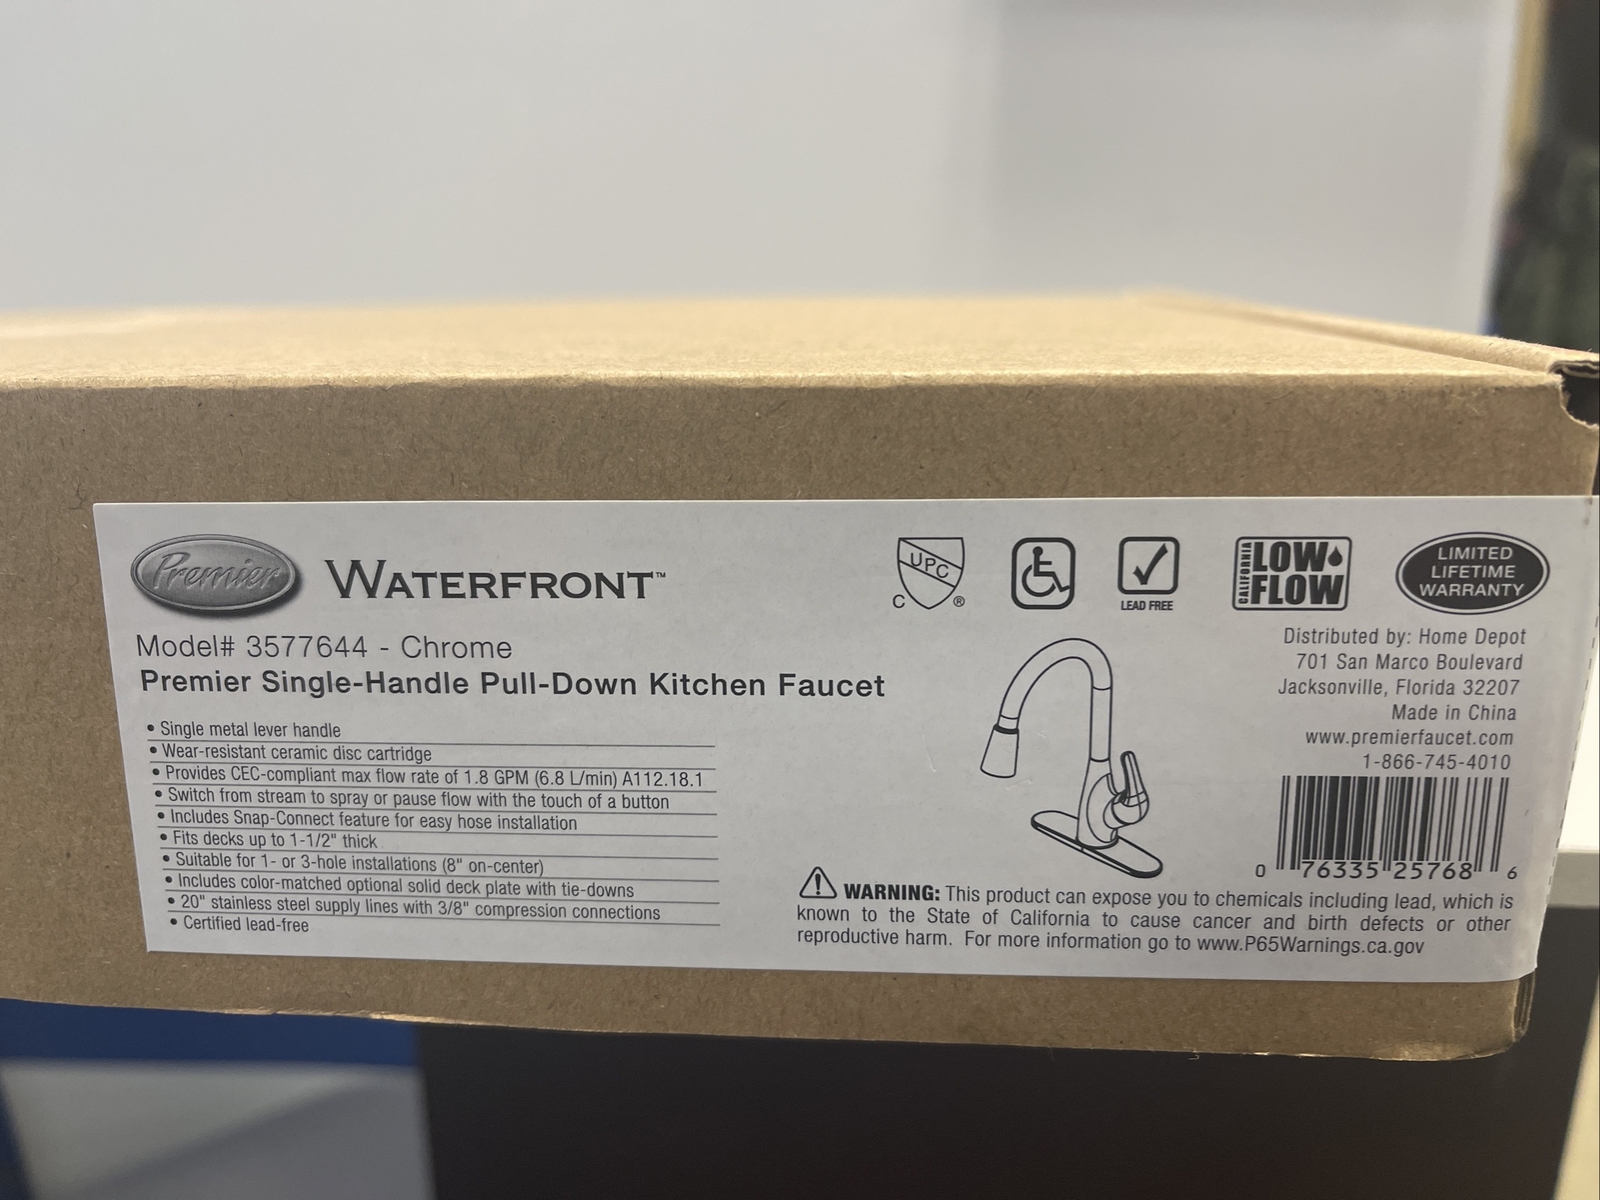 Premier WATERFRONT™
Model# 3577644 - Chrome
Premier Single-Handle Pull-Down Kitchen Faucet
• Single metal lever handle
• Wear-resistant ceramic disc cartridge
• Provides CEC-compliant max flow rate of 1.8 GPM (6.8 L/min) A112.18.1
• Switch from stream to spray or pause flow with the touch of a button
• Includes Snap-Connect feature for easy hose installation
• Fits decks up to 1-1/2" thick
• Suitable for 1- or 3-hole installations (8" on-center)
• Includes color-matched optional solid deck plate with tie-downs
• 20" stainless steel supply lines with 3/8" compression connections
• Certified lead-free
UPC
C ®
LEAD FREE
CALIFORNIA
LOW
FLOW
LIMITED
LIFETIME
WARRANTY
Distributed by: Home Depot
701 San Marco Boulevard
Jacksonville, Florida 32207
Made in China
www.premierfaucet.com
1-866-745-4010
0 76335 25768 6
WARNING: This product can expose you to chemicals including lead, which is
known to the State of California to cause cancer and birth defects or other
reproductive harm. For more information go to www.P65Warnings.ca.gov